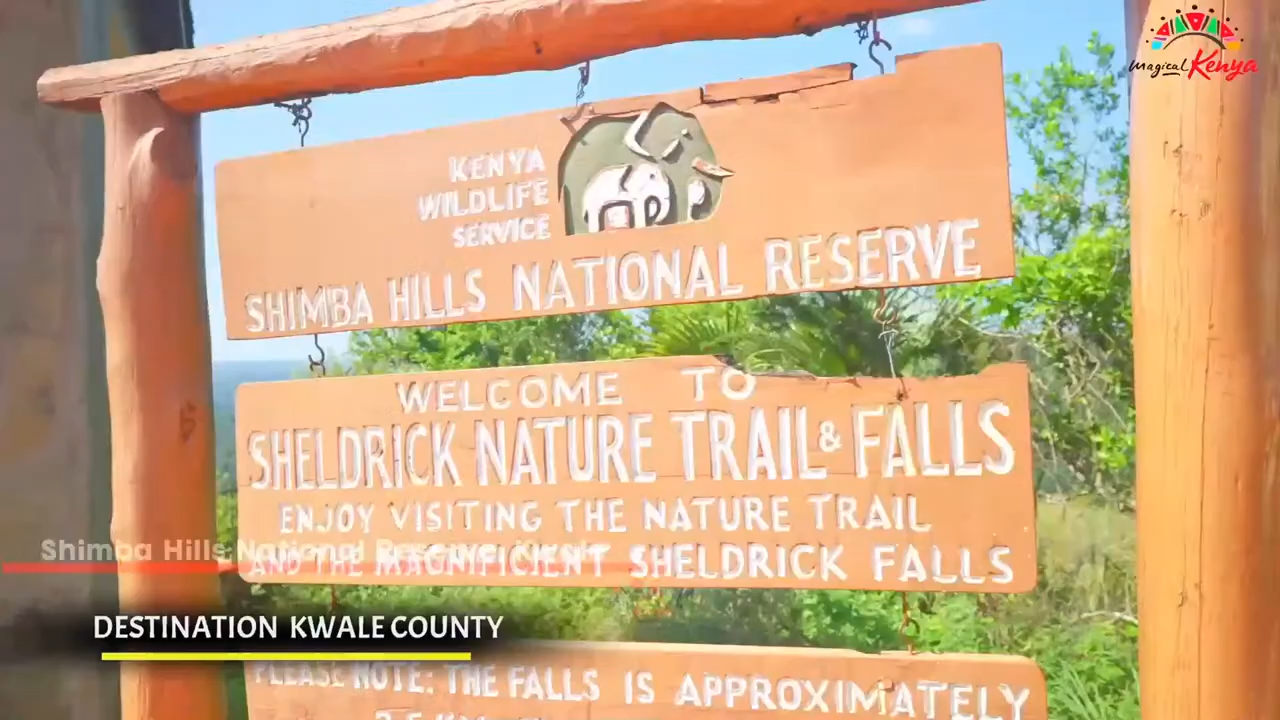 Magical Kenya
KENYA
WILDLIFE
SERVICE
SHIMBA HILLS NATIONAL RESERVE
WELCOME TO
SHELDRICK NATURE TRAIL & FALLS
ENJOY VISITING THE NATURE TRAIL
AND THE MAGNIFICIENT SHELDRICK FALLS
Shimba Hills National Reserve, Kwale
DESTINATION KWALE COUNTY
PLEASE NOTE: THE FALLS IS APPROXIMATELY